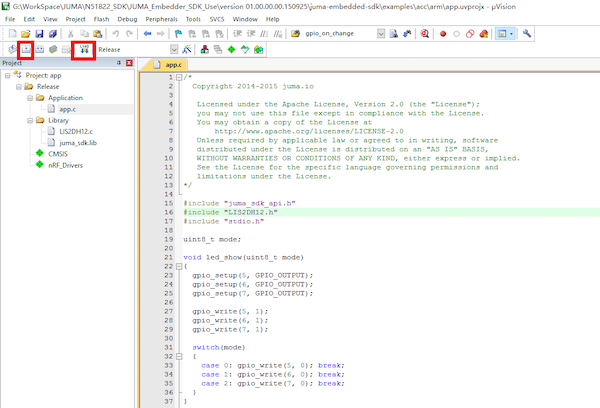 G:\WorkSpace\JUMA\N51822_SDK\JUMA_Embedder_SDK_Use\version 01.00.00.00.150925\juma-embedded-sdk\examples\acc\arm\app.uvprojx - µVision
File Edit View Project Flash Debug Peripherals Tools SVCS Window Help
gpio_on_change
LOAD
Release
Project
Project: app
Release
Application
app.c
Library
LIS2DH12.c
juma_sdk.lib
CMSIS
nRF_Drivers
app.c
1 /*
2 Copyright 2014-2015 juma.io
3
4 Licensed under the Apache License, Version 2.0 (the "License");
5 you may not use this file except in compliance with the License.
6 You may obtain a copy of the License at
7 http://www.apache.org/licenses/LICENSE-2.0
8 Unless required by applicable law or agreed to in writing, software
9 distributed under the License is distributed on an "AS IS" BASIS,
10 WITHOUT WARRANTIES OR CONDITIONS OF ANY KIND, either express or implied.
11 See the License for the specific language governing permissions and
12 limitations under the License.
13 */
14
15 #include "juma_sdk_api.h"
16 #include "LIS2DH12.h"
17 #include "stdio.h"
18
19 uint8_t mode;
20
21 void led_show(uint8_t mode)
22 {
23 gpio_setup(5, GPIO_OUTPUT);
24 gpio_setup(6, GPIO_OUTPUT);
25 gpio_setup(7, GPIO_OUTPUT);
26
27 gpio_write(5, 1);
28 gpio_write(6, 1);
29 gpio_write(7, 1);
30
31 switch(mode)
32 {
33 case 0: gpio_write(5, 0); break;
34 case 1: gpio_write(6, 0); break;
35 case 2: gpio_write(7, 0); break;
36 }
37 }